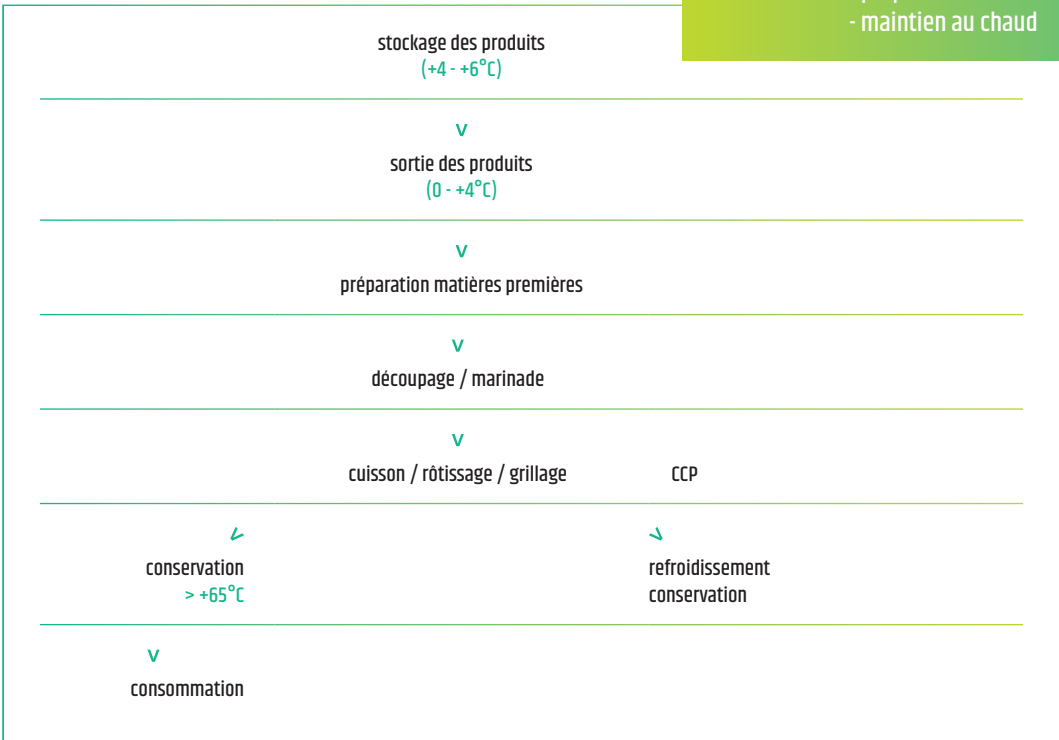 - maintien au chaud
stockage des produits
(+4 - +6°C)
sortie des produits
(0 - +4°C)
préparation matières premières
découpage / marinade
cuisson / rôtissage / grillage CCP
conservation
> +65°C
refroidissement
conservation
consommation